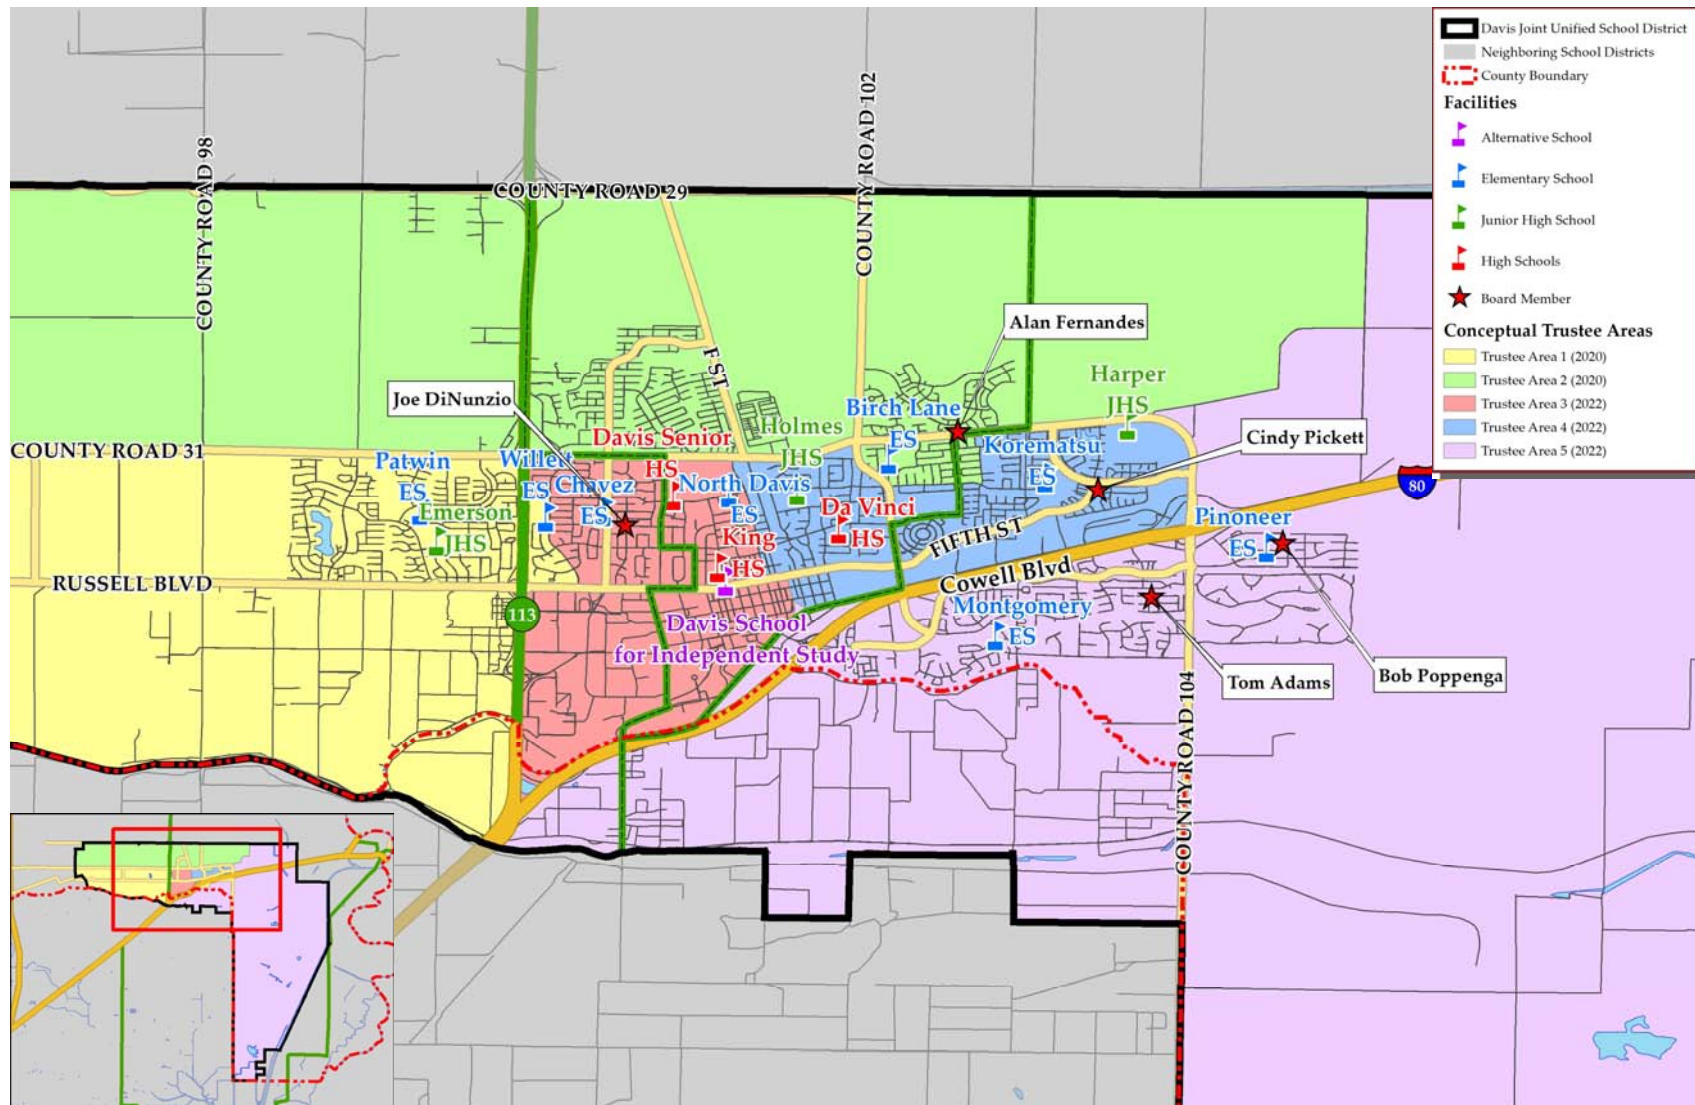 Davis Joint Unified School District
Neighboring School Districts
County Boundary
Facilities
Alternative School
Elementary School
Junior High School
High Schools
Board Member
Conceptual Trustee Areas
Trustee Area 1 (2020)
Trustee Area 2 (2020)
Trustee Area 3 (2022)
Trustee Area 4 (2022)
Trustee Area 5 (2022)
COUNTY ROAD 98
COUNTY ROAD 29
COUNTY ROAD 102
F ST
Alan Fernandes
Joe DiNunzio
Cindy Pickett
Harper
JHS
Birch Lane
ES
Holmes
JHS
Davis Senior
HS
Korematsu
ES
COUNTY ROAD 31
Patwin
ES
Willett
ES
Chavez
ES
North Davis
ES
Emerson
JHS
Da Vinci
HS
King
HS
FIFTH ST
Cowell Blvd
80
Pinoneer
ES
RUSSELL BLVD
113
Montgomery
ES
Davis School
for Independent Study
Tom Adams
Bob Poppenga
COUNTY ROAD 104